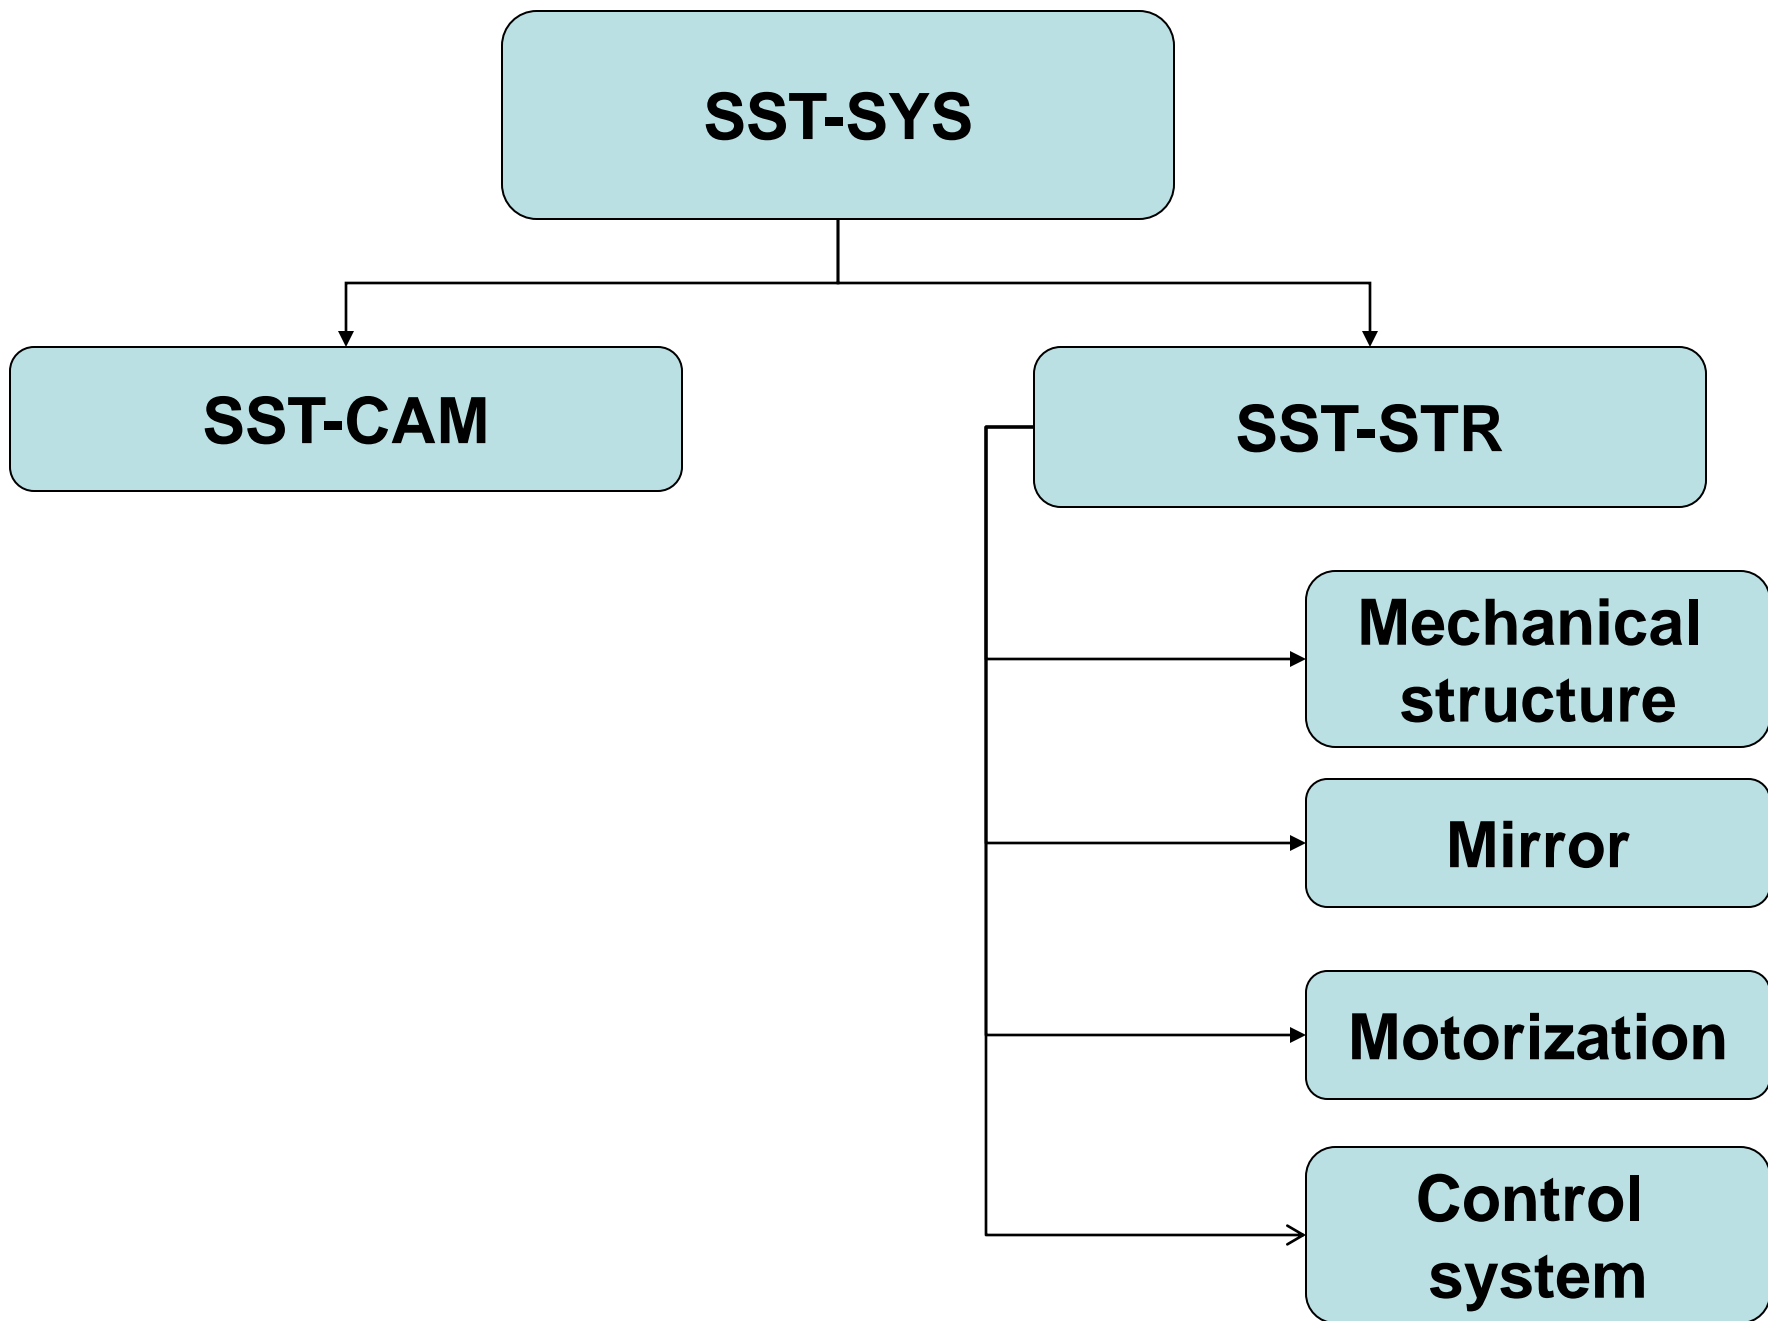 SST-SYS
SST-CAM
SST-STR
Mechanical
structure
Mirror
Motorization
Control
system